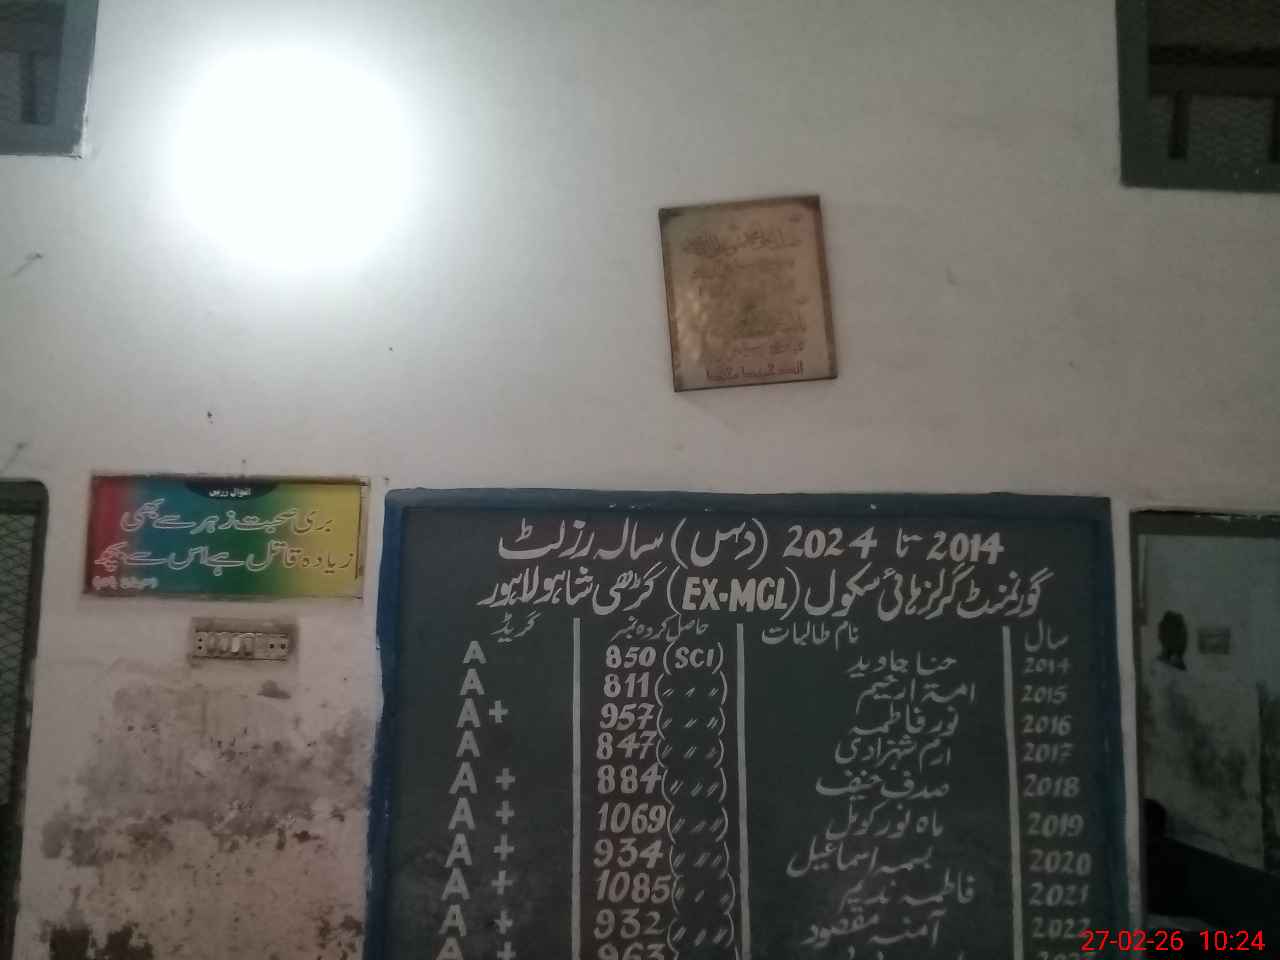 اقوال زریں
بری صحبت زہر سے بھی
زیادہ قاتل ہے اس سے بچو
2014 تا 2024 (دس) سالہ رزلٹ
گورنمنٹ گرلز ہائی سکول (EX-MCL) گڑھی شاہو لاہور
سال نام طالبات حاصل کردہ نمبر گریڈ
2014 حنا جاوید 850 (SCI) A
2015 امۃ ارحیم 811 (〃 〃 〃) A
2016 نور فاطمہ 957 (〃 〃 〃) A+
2017 ارم شہزادی 847 (〃 〃 〃) A
2018 صدف حنیف 884 (〃 〃 〃) A+
2019 ماہ نور کومل 1069 (〃 〃 〃) A+
2020 بسمہ اسماعیل 934 (〃 〃 〃) A+
2021 فاطمہ ندیم 1085 (〃 〃) A+
2022 آمنہ مقصود 932 (〃 〃 〃) A+
2023 963 A+
27-02-26 10:24